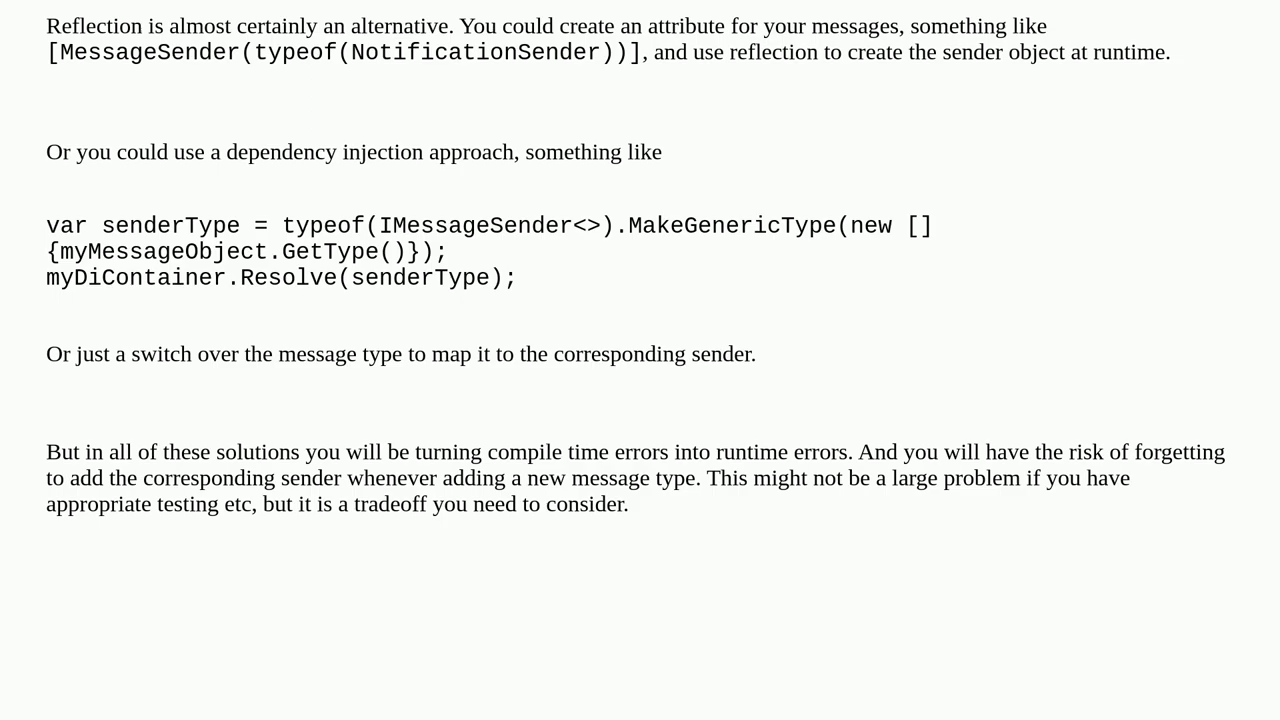 Reflection is almost certainly an alternative. You could create an attribute for your messages, something like
[MessageSender(typeof(NotificationSender))], and use reflection to create the sender object at runtime.
Or you could use a dependency injection approach, something like
var senderType = typeof(IMessageSender<>).MakeGenericType(new []
{myMessageObject.GetType()});
myDiContainer.Resolve(senderType);
Or just a switch over the message type to map it to the corresponding sender.
But in all of these solutions you will be turning compile time errors into runtime errors. And you will have the risk of forgetting
to add the corresponding sender whenever adding a new message type. This might not be a large problem if you have
appropriate testing etc, but it is a tradeoff you need to consider.